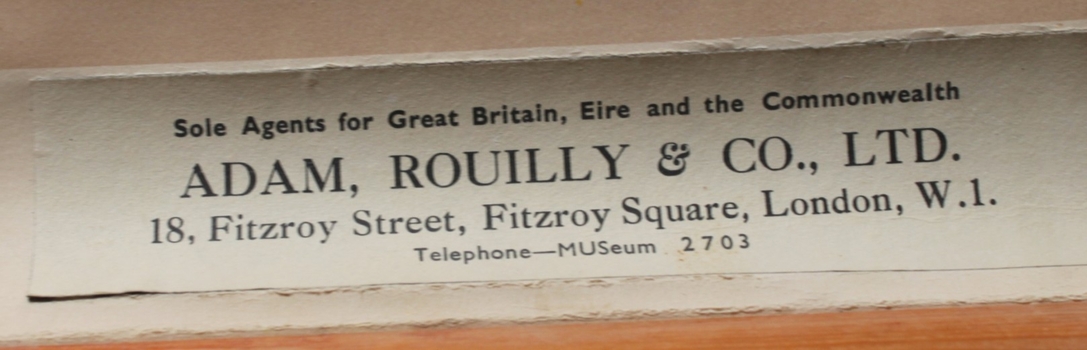 Sole Agents for Great Britain, Eire and the Commonwealth
ADAM, ROUILLY & CO., LTD.
18, Fitzroy Street, Fitzroy Square, London, W.1.
Telephone—MUSeum 2703